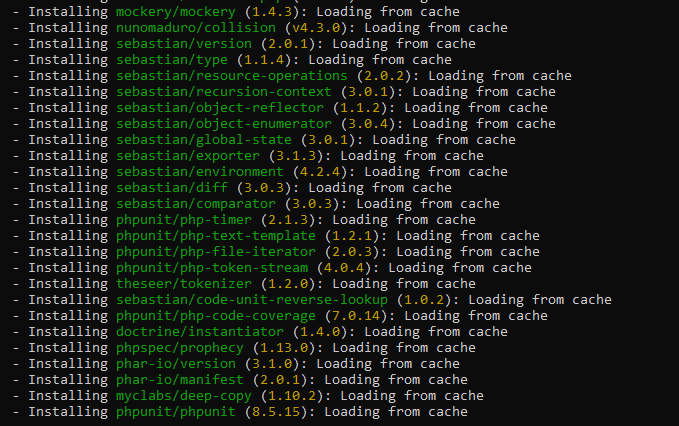 - Installing mockery/mockery (1.4.3): Loading from cache
- Installing nunomaduro/collision (v4.3.0): Loading from cache
- Installing sebastian/version (2.0.1): Loading from cache
- Installing sebastian/type (1.1.4): Loading from cache
- Installing sebastian/resource-operations (2.0.2): Loading from cache
- Installing sebastian/recursion-context (3.0.1): Loading from cache
- Installing sebastian/object-reflector (1.1.2): Loading from cache
- Installing sebastian/object-enumerator (3.0.4): Loading from cache
- Installing sebastian/global-state (3.0.1): Loading from cache
- Installing sebastian/exporter (3.1.3): Loading from cache
- Installing sebastian/environment (4.2.4): Loading from cache
- Installing sebastian/diff (3.0.3): Loading from cache
- Installing sebastian/comparator (3.0.3): Loading from cache
- Installing phpunit/php-timer (2.1.3): Loading from cache
- Installing phpunit/php-text-template (1.2.1): Loading from cache
- Installing phpunit/php-file-iterator (2.0.3): Loading from cache
- Installing phpunit/php-token-stream (4.0.4): Loading from cache
- Installing theseer/tokenizer (1.2.0): Loading from cache
- Installing sebastian/code-unit-reverse-lookup (1.0.2): Loading from cache
- Installing phpunit/php-code-coverage (7.0.14): Loading from cache
- Installing doctrine/instantiator (1.4.0): Loading from cache
- Installing phpspec/prophecy (1.13.0): Loading from cache
- Installing phar-io/version (3.1.0): Loading from cache
- Installing phar-io/manifest (2.0.1): Loading from cache
- Installing myclabs/deep-copy (1.10.2): Loading from cache
- Installing phpunit/phpunit (8.5.15): Loading from cache